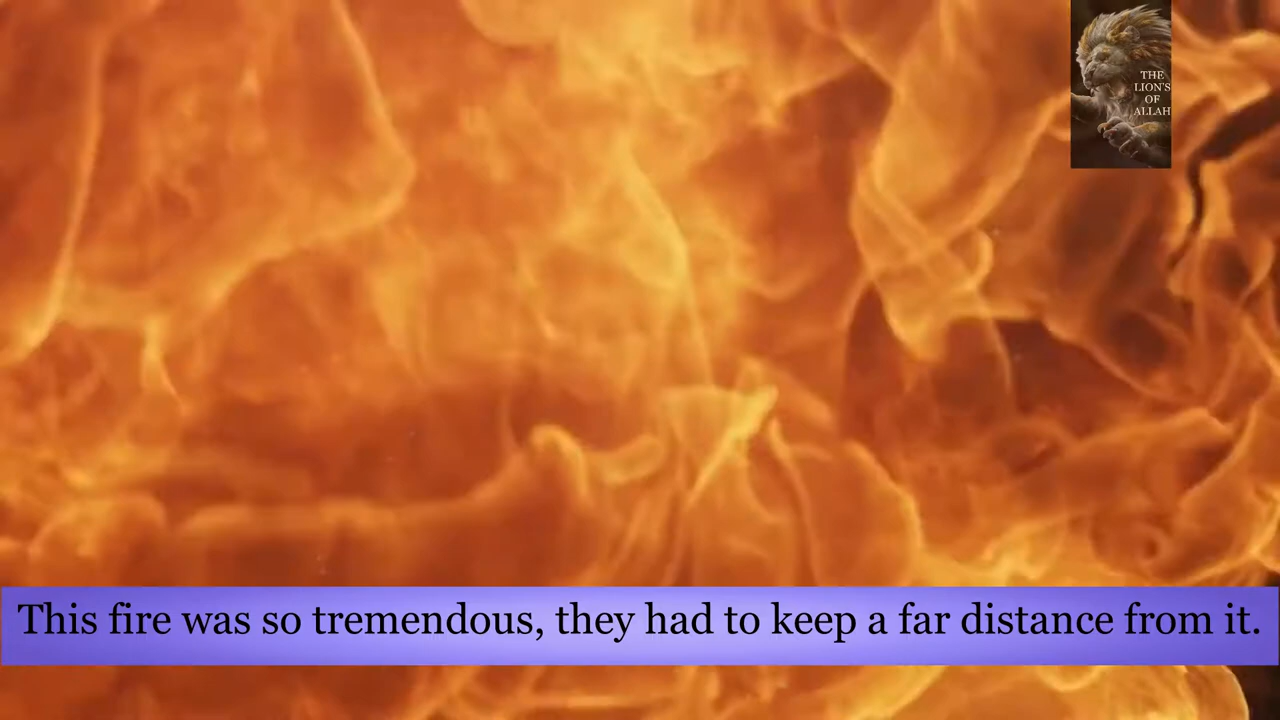 THE
LION'S
OF
ALLAH
This fire was so tremendous, they had to keep a far distance from it.